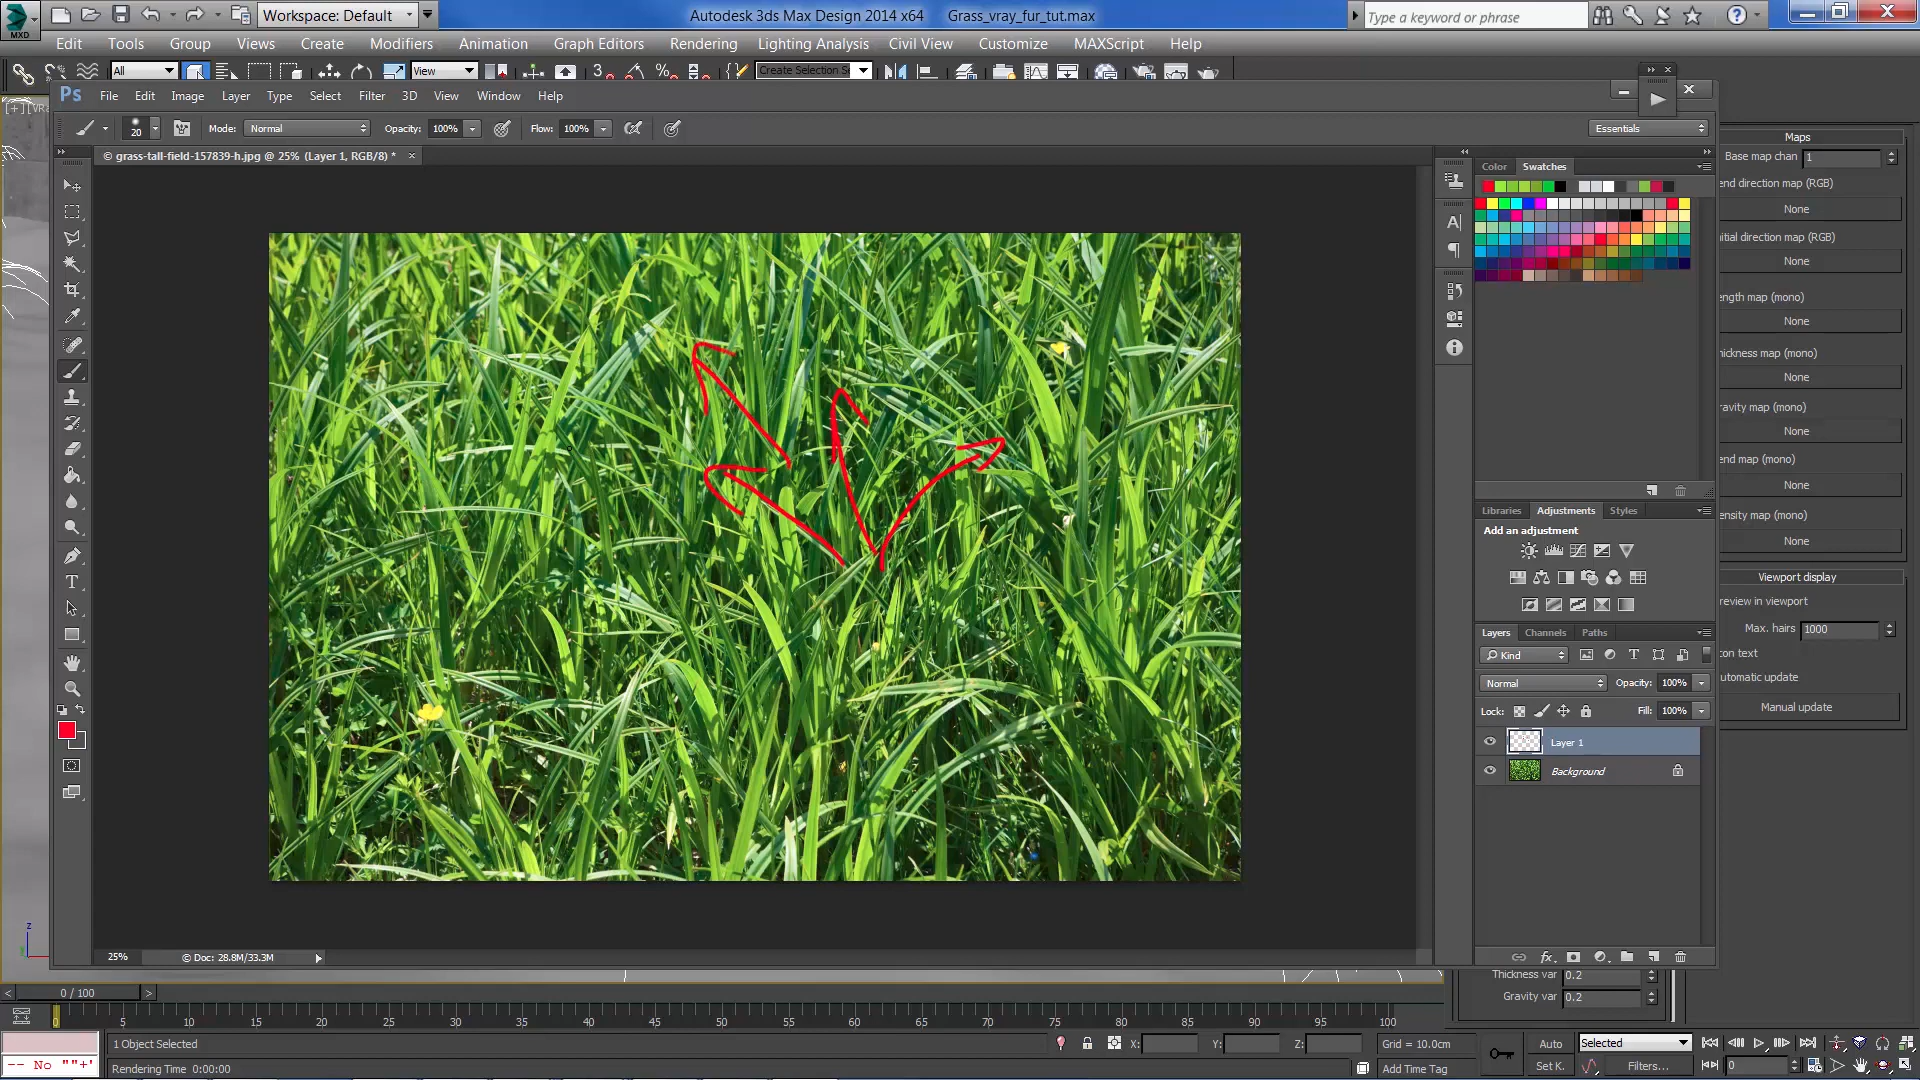 MXD
Workspace: Default
Autodesk 3ds Max Design 2014 x64 Grass_vray_fur_tut.max
Type a keyword or phrase
Edit Tools Group Views Create Modifiers Animation Graph Editors Rendering Lighting Analysis Civil View Customize MAXScript Help
All
View
Create Selection Se
Ps File Edit Image Layer Type Select Filter 3D View Window Help
20
Mode: Normal Opacity: 100% Flow: 100%
Essentials
© grass-tall-field-157839-h.jpg @ 25% (Layer 1, RGB/8) *
Color Swatches
Maps
Base map chan 1
end direction map (RGB)
None
nitial direction map (RGB)
None
ength map (mono)
None
hickness map (mono)
None
ravity map (mono)
None
end map (mono)
None
ensity map (mono)
None
Libraries Adjustments Styles
Add an adjustment
Viewport display
review in viewport
Max. hairs 1000
con text
utomatic update
Manual update
Layers Channels Paths
Kind
Normal Opacity: 100%
Lock: Fill: 100%
Layer 1
Background
25% © Doc: 28.8M/33.3M
Thickness var 0.2
Gravity var 0.2
0 / 100
0 5 10 15 20 25 30 35 40 45 50 55 60 65 70 75 80 85 90 95 100
-- No ""+'
1 Object Selected
X: Y: Z:
Grid = 10.0cm
Auto
Selected
Rendering Time 0:00:00
Add Time Tag
Set K.
Filters...
0